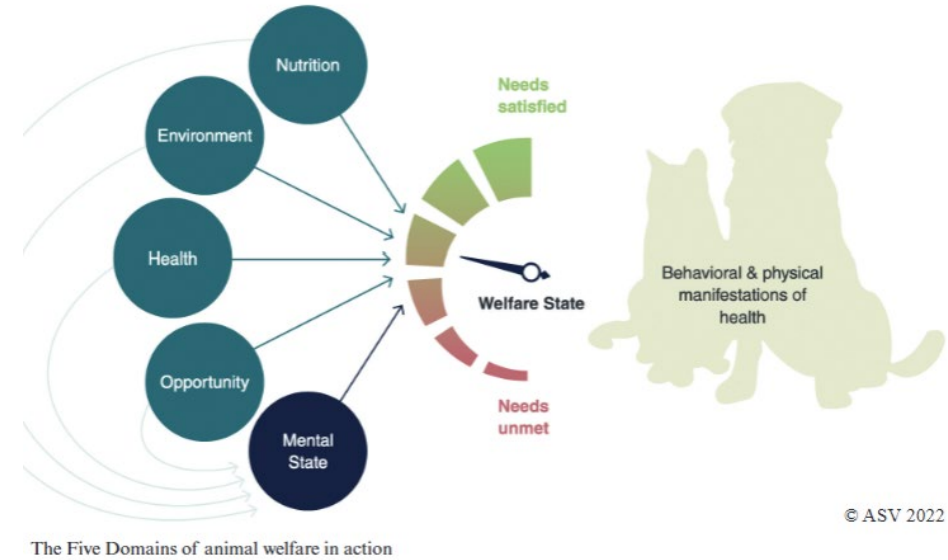 Nutrition
Environment
Health
Opportunity
Mental
State
Needs
satisfied
Welfare State
Needs
unmet
Behavioral & physical
manifestations of
health
© ASV 2022
The Five Domains of animal welfare in action